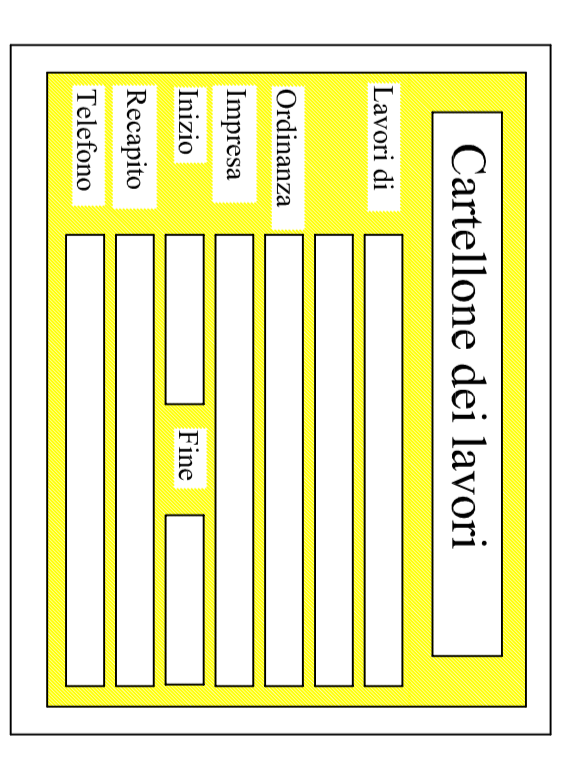 Cartellone dei lavori
Lavori di
Ordinanza
Impresa
Inizio Fine
Recapito
Telefono